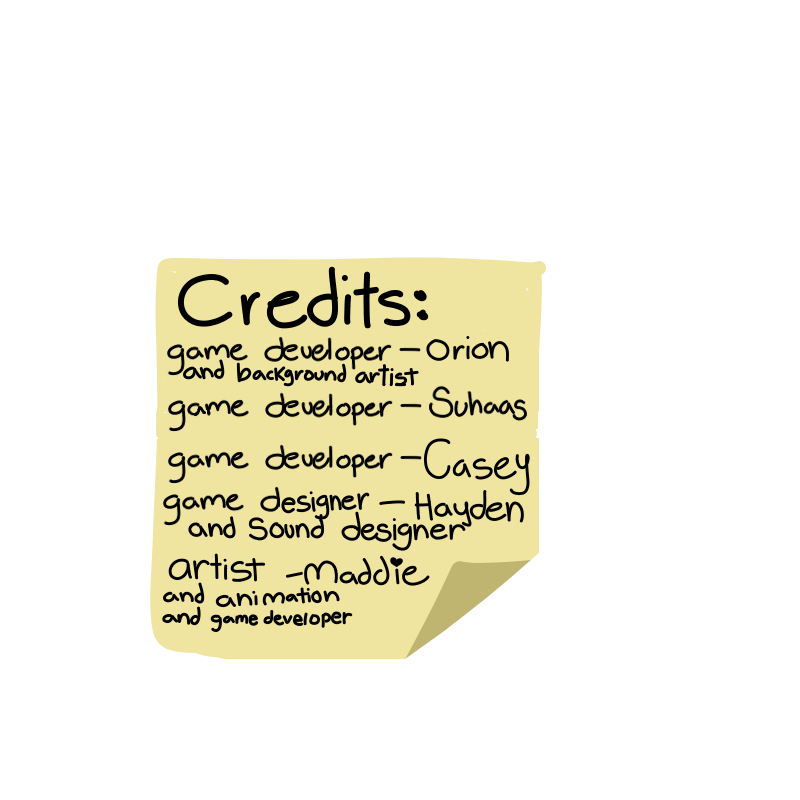 Credits:
game developer - Orion
and background artist
game developer - Suhaas
game developer - Casey
game designer - Hayden
and Sound designer
artist - Maddie
and animation
and game developer